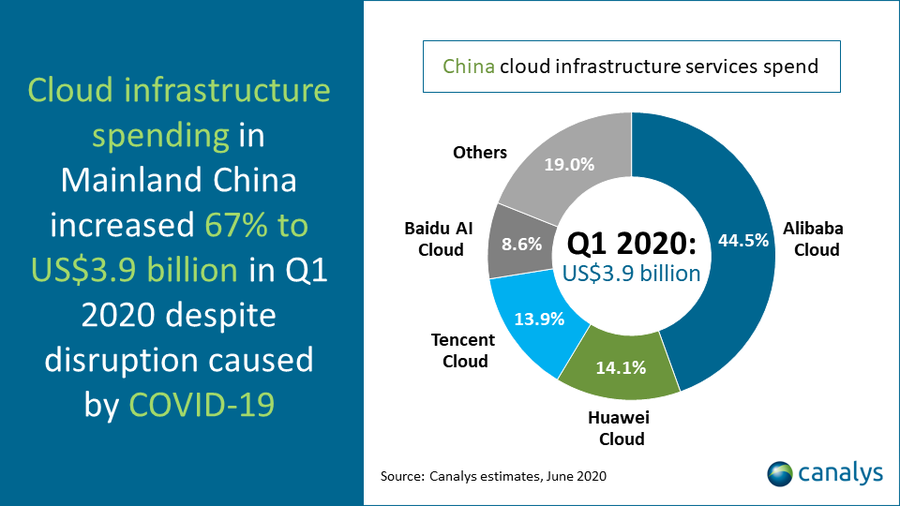 Cloud infrastructure
spending in
Mainland China
increased 67% to
US$3.9 billion in Q1
2020 despite
disruption caused
by COVID-19
China cloud infrastructure services spend
Others
19.0%
Baidu AI
Cloud
8.6%
Q1 2020:
US$3.9 billion
44.5%
Alibaba
Cloud
13.9%
Tencent
Cloud
14.1%
Huawei
Cloud
Source: Canalys estimates, June 2020
canalys